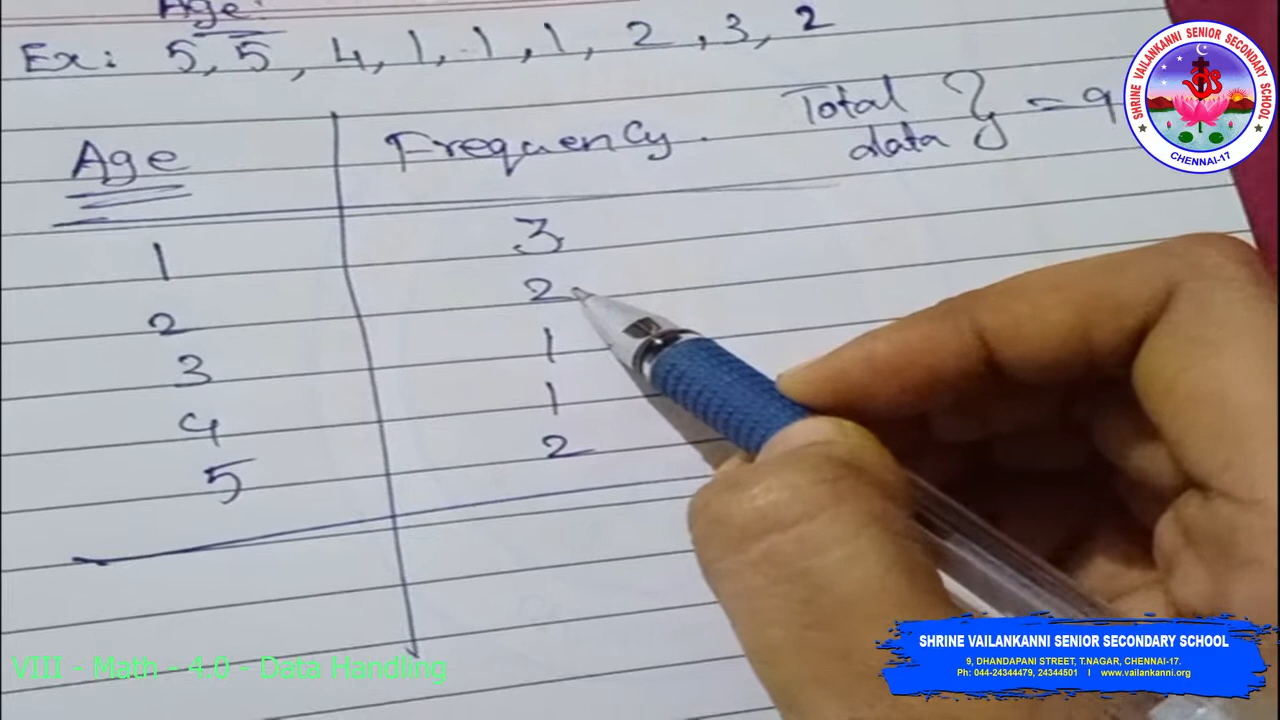 Age:
Ex: 5, 5, 4, 1, 1, 1, 2, 3, 2
Total data } = 9
Age Frequency.
1 3
2 2
3 1
4 1
5 2
SHRINE VAILANKANNI SENIOR SECONDARY SCHOOL
CHENNAI-17
VIII - Math - 4.0 - Data Handling
SHRINE VAILANKANNI SENIOR SECONDARY SCHOOL
9, DHANDAPANI STREET, T.NAGAR, CHENNAI-17.
Ph: 044-24344479, 24344501 I www.vailankanni.org